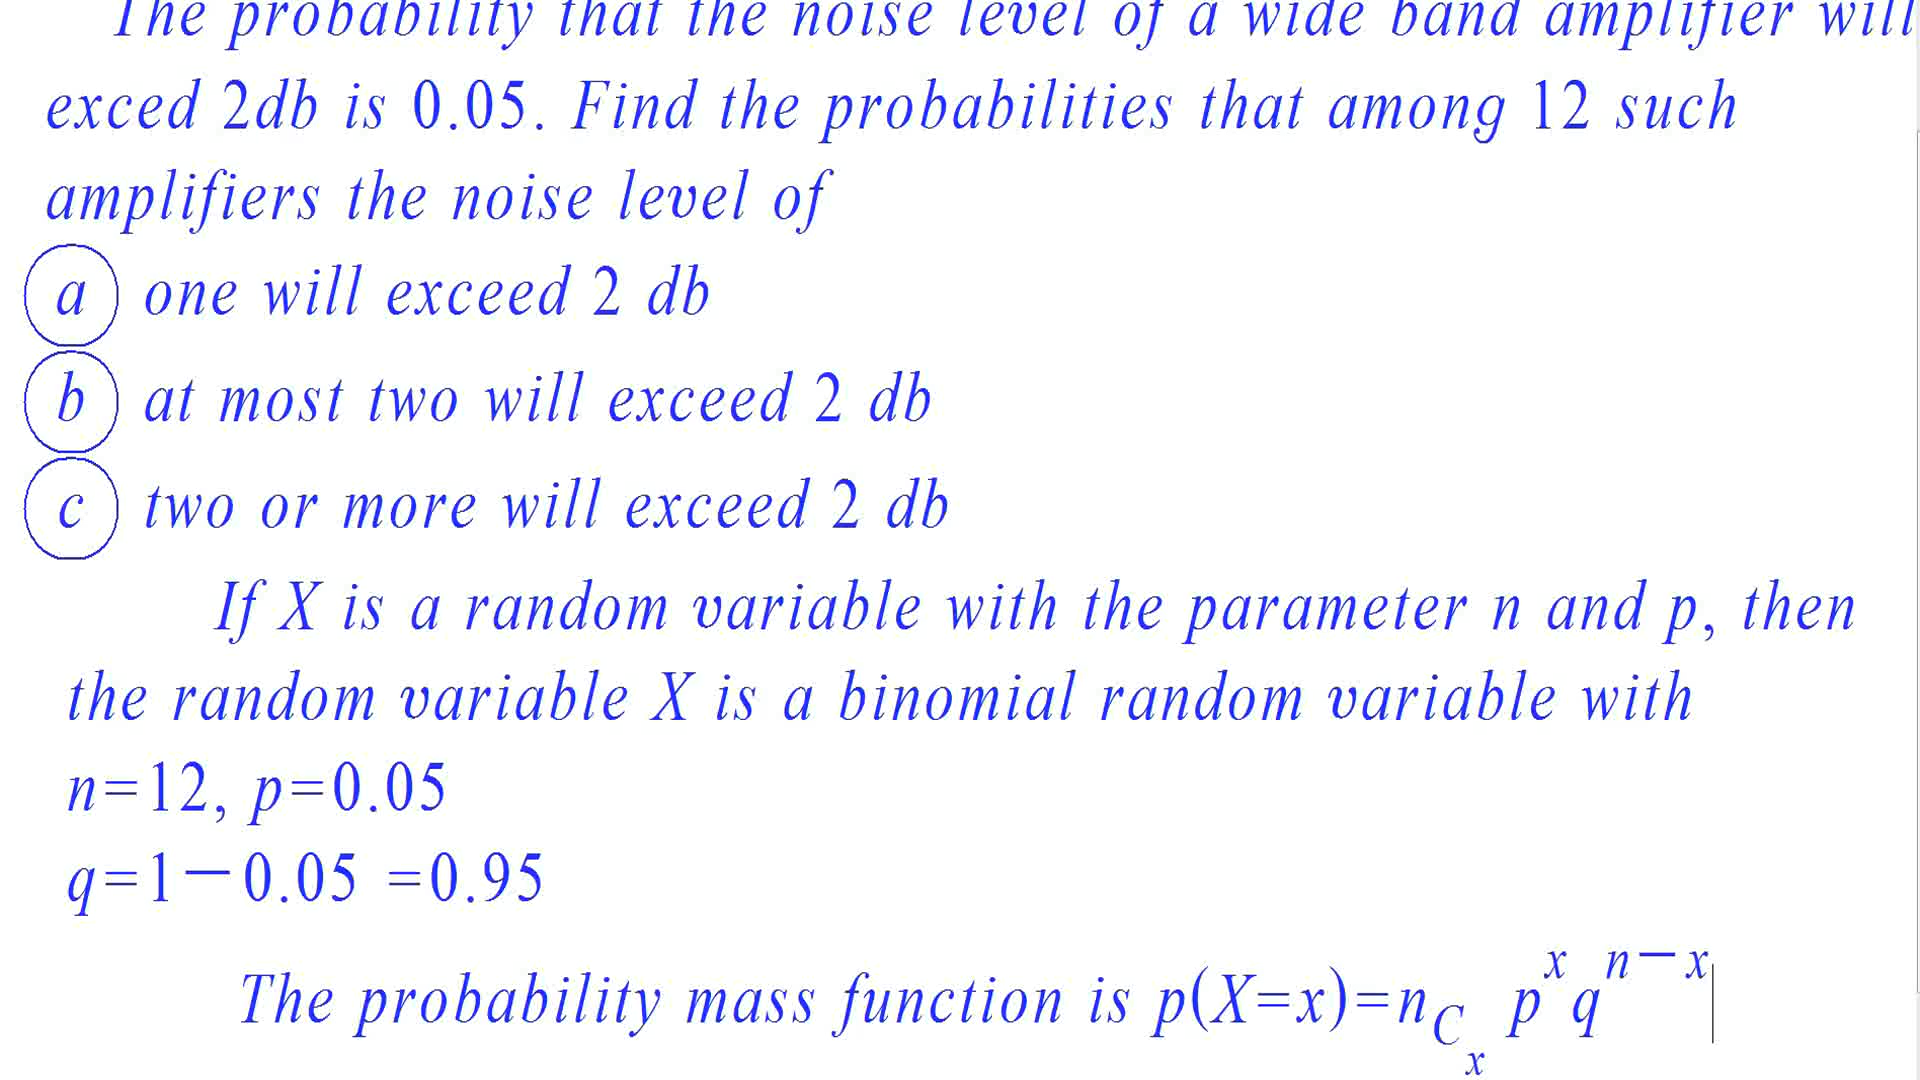 The probability that the noise level of a wide band amplifier will
exced 2db is 0.05. Find the probabilities that among 12 such
amplifiers the noise level of
a one will exceed 2 db
b at most two will exceed 2 db
c two or more will exceed 2 db
If X is a random variable with the parameter n and p, then
the random variable X is a binomial random variable with
n=12, p=0.05
q=1−0.05 =0.95
The probability mass function is p(X=x)=n_{C_x} p^x q^{n−x}